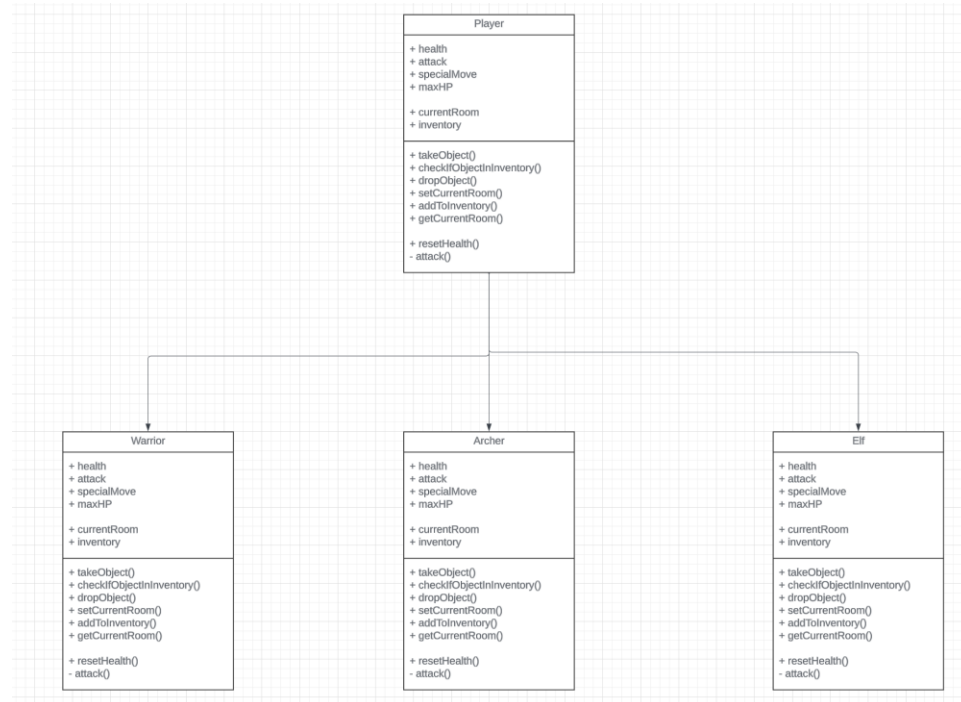 Player
+ health
+ attack
+ specialMove
+ maxHP
+ currentRoom
+ inventory
+ takeObject()
+ checkIfObjectInInventory()
+ dropObject()
+ setCurrentRoom()
+ addToInventory()
+ getCurrentRoom()
+ resetHealth()
- attack()
Warrior
+ health
+ attack
+ specialMove
+ maxHP
+ currentRoom
+ inventory
+ takeObject()
+ checkIfObjectInInventory()
+ dropObject()
+ setCurrentRoom()
+ addToInventory()
+ getCurrentRoom()
+ resetHealth()
- attack()
Archer
+ health
+ attack
+ specialMove
+ maxHP
+ currentRoom
+ inventory
+ takeObject()
+ checkIfObjectInInventory()
+ dropObject()
+ setCurrentRoom()
+ addToInventory()
+ getCurrentRoom()
+ resetHealth()
- attack()
Elf
+ health
+ attack
+ specialMove
+ maxHP
+ currentRoom
+ inventory
+ takeObject()
+ checkIfObjectInInventory()
+ dropObject()
+ setCurrentRoom()
+ addToInventory()
+ getCurrentRoom()
+ resetHealth()
- attack()